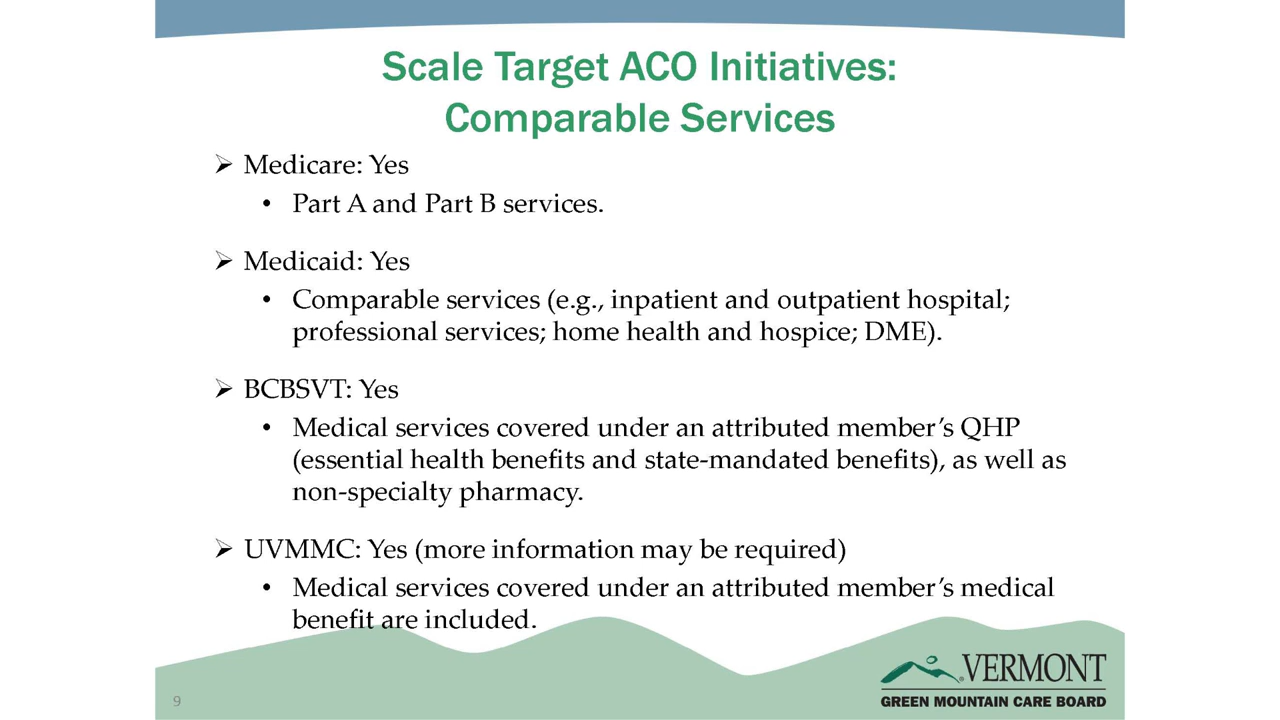 Scale Target ACO Initiatives:
Comparable Services
➢ Medicare: Yes
• Part A and Part B services.
➢ Medicaid: Yes
• Comparable services (e.g., inpatient and outpatient hospital;
professional services; home health and hospice; DME).
➢ BCBSVT: Yes
• Medical services covered under an attributed member’s QHP
(essential health benefits and state-mandated benefits), as well as
non-specialty pharmacy.
➢ UVMMC: Yes (more information may be required)
• Medical services covered under an attributed member’s medical
benefit are included.
9
VERMONT
GREEN MOUNTAIN CARE BOARD